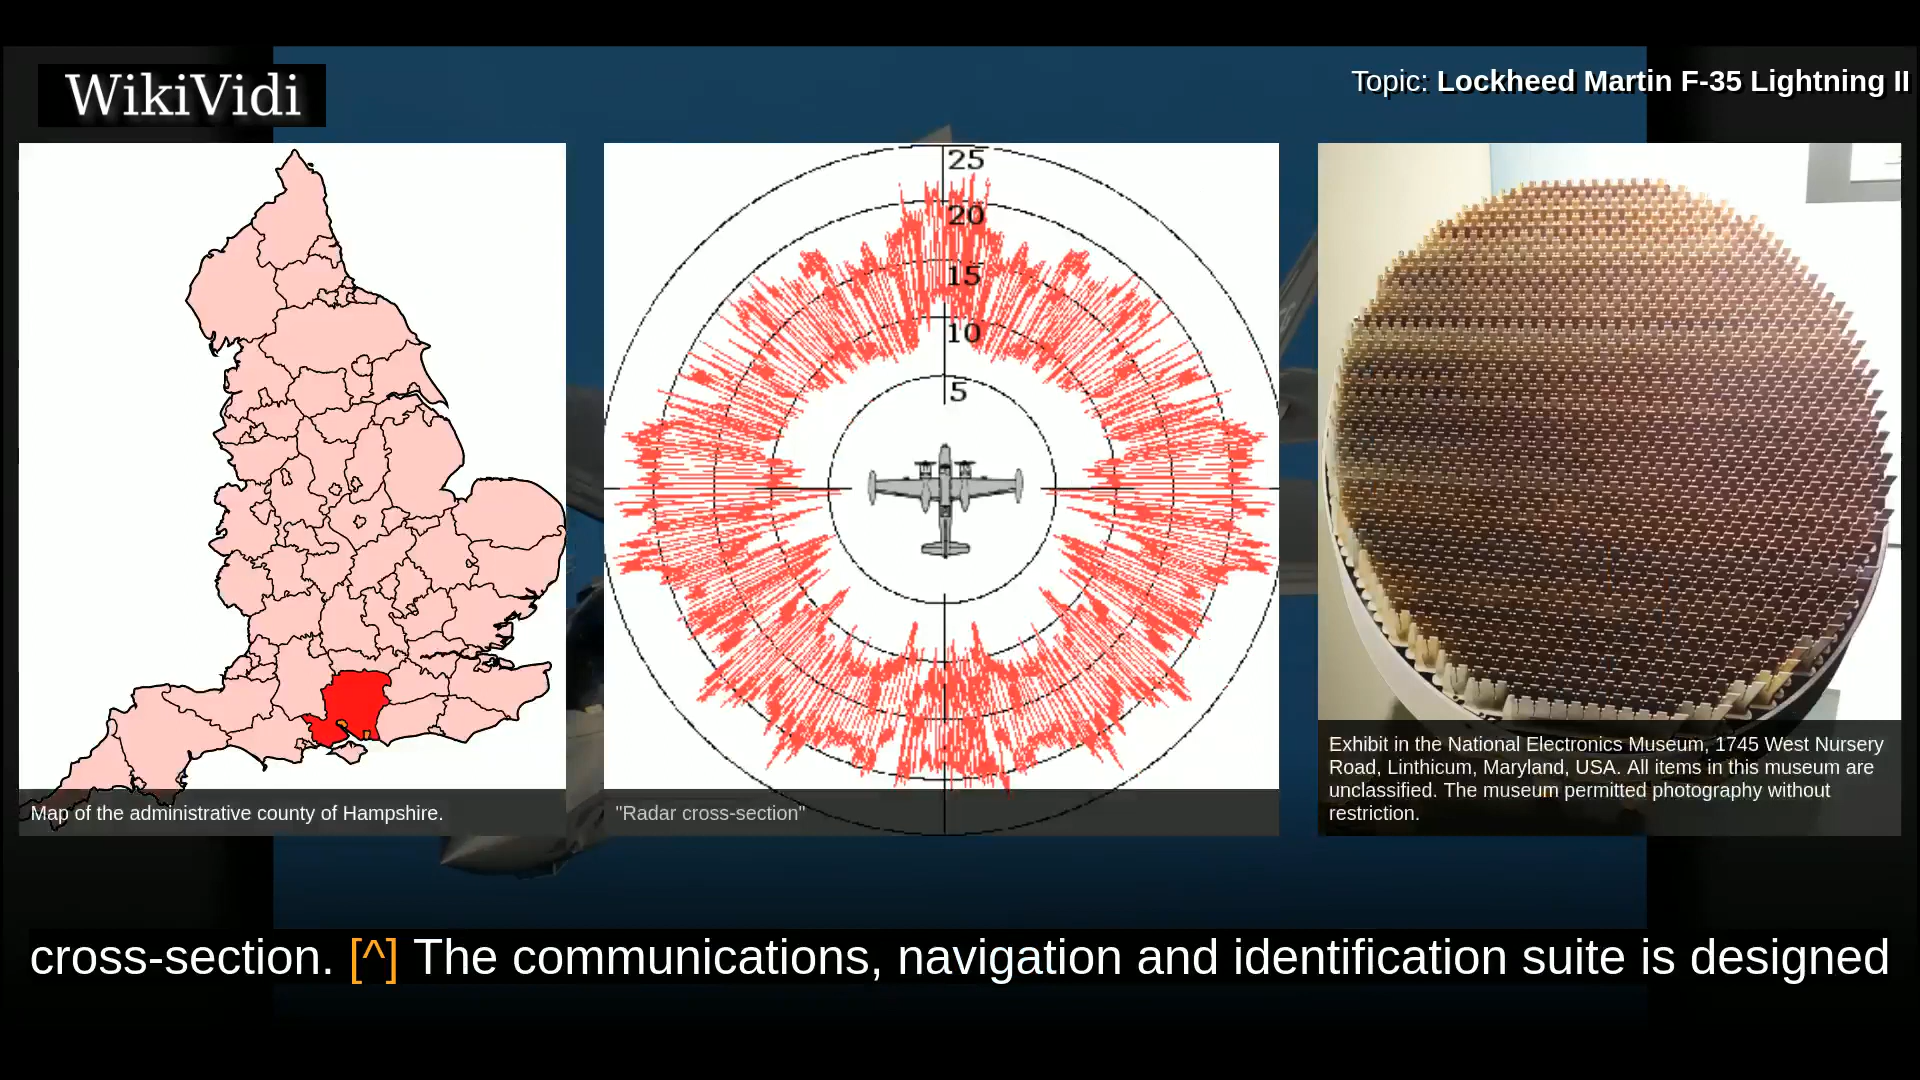 WikiVidi
Topic: Lockheed Martin F-35 Lightning II
25
20
15
10
5
Map of the administrative county of Hampshire.
"Radar cross-section"
Exhibit in the National Electronics Museum, 1745 West Nursery
Road, Linthicum, Maryland, USA. All items in this museum are
unclassified. The museum permitted photography without
restriction.
cross-section. [^] The communications, navigation and identification suite is designed